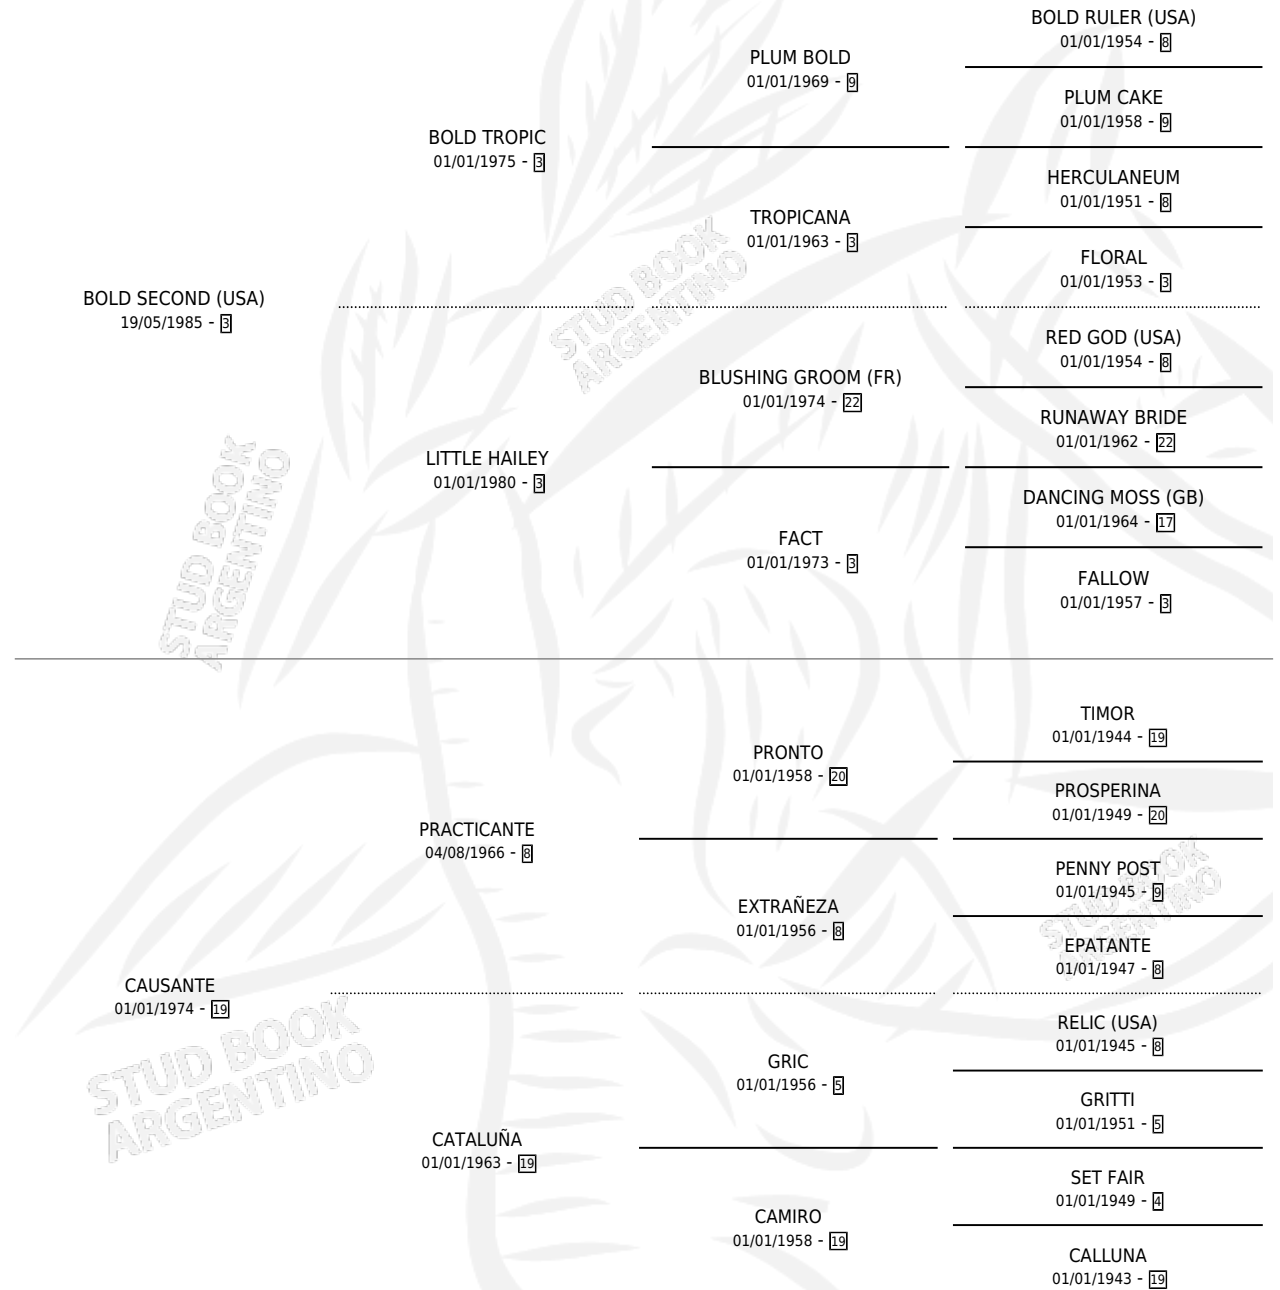 BOLD RULER (USA)
01/01/1954 - 8
PLUM BOLD
01/01/1969 - 9
PLUM CAKE
01/01/1958 - 9
BOLD TROPIC
01/01/1975 - 3
HERCULANEUM
01/01/1951 - 8
TROPICANA
01/01/1963 - 3
FLORAL
01/01/1953 - 3
BOLD SECOND (USA)
19/05/1985 - 3
RED GOD (USA)
01/01/1954 - 8
BLUSHING GROOM (FR)
01/01/1974 - 22
RUNAWAY BRIDE
01/01/1962 - 22
LITTLE HAILEY
01/01/1980 - 3
DANCING MOSS (GB)
01/01/1964 - 17
FACT
01/01/1973 - 3
FALLOW
01/01/1957 - 3
TIMOR
01/01/1944 - 19
PRONTO
01/01/1958 - 20
PROSPERINA
01/01/1949 - 20
PRACTICANTE
04/08/1966 - 8
PENNY POST
01/01/1945 - 9
EXTRAÑEZA
01/01/1956 - 8
EPATANTE
01/01/1947 - 8
CAUSANTE
01/01/1974 - 19
RELIC (USA)
01/01/1945 - 8
GRIC
01/01/1956 - 5
GRITTI
01/01/1951 - 5
CATALUÑA
01/01/1963 - 19
SET FAIR
01/01/1949 - 4
CAMIRO
01/01/1958 - 19
CALLUNA
01/01/1943 - 19
STUD BOOK
ARGENTINO
STUD BOOK
ARGENTINO
STUD BOOK
ARGENTINO
STUD BOOK
ARGENTINO